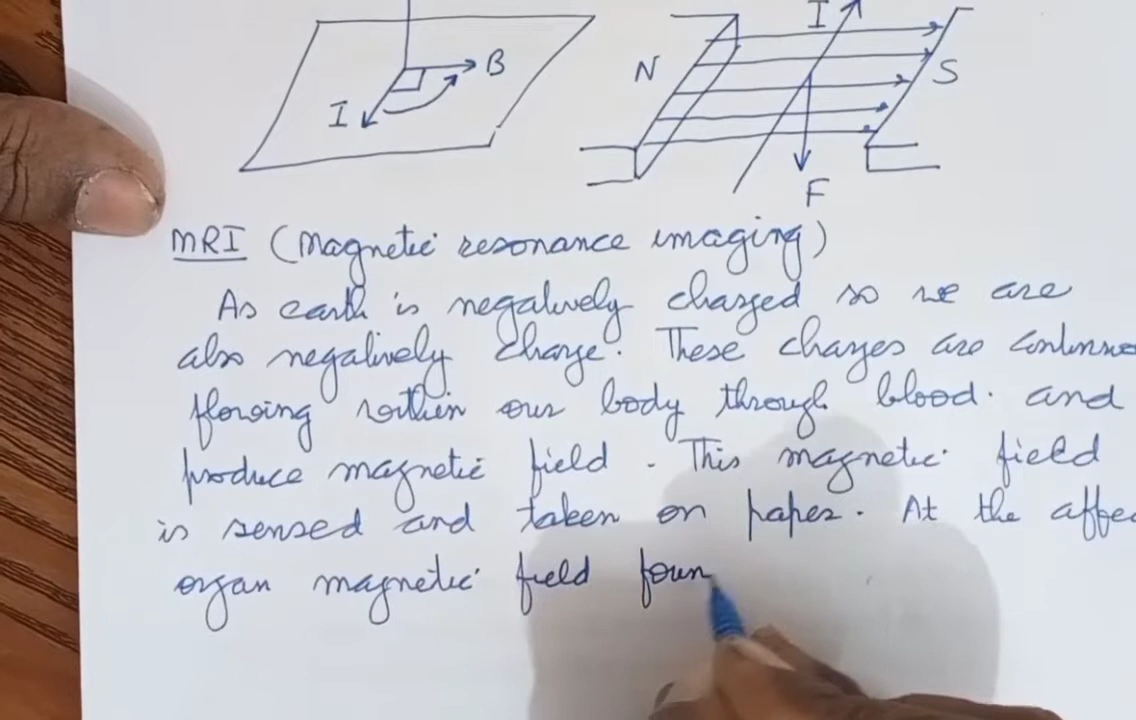 I
B
N
S
I
F
MRI (Magnetic resonance imaging)
As earth is negatively charged so we are
also negatively charge. These charges are
flowing within our body through blood. and
produce magnetic field. This magnetic field
is sensed and taken on paper. At the
organ magnetic field foun